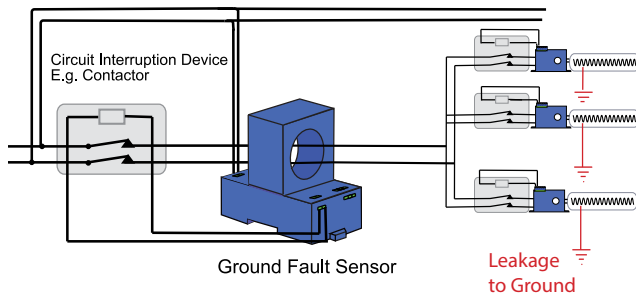 Circuit Interruption Device
E.g. Contactor
Ground Fault Sensor
Leakage
to Ground